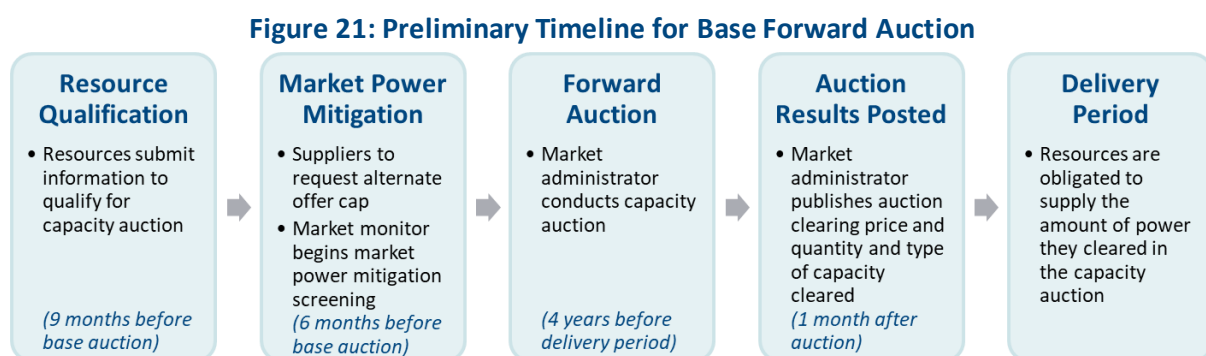 Figure 21: Preliminary Timeline for Base Forward Auction
Resource
Qualification
• Resources submit
information to
qualify for
capacity auction
(9 months before
base auction)
Market Power
Mitigation
• Suppliers to
request alternate
offer cap
• Market monitor
begins market
power mitigation
screening
(6 months before
base auction)
Forward
Auction
• Market
administrator
conducts capacity
auction
(4 years before
delivery period)
Auction
Results Posted
• Market
administrator
publishes auction
clearing price and
quantity and type
of capacity
cleared
(1 month after
auction)
Delivery
Period
• Resources are
obligated to
supply the
amount of power
they cleared in
the capacity
auction